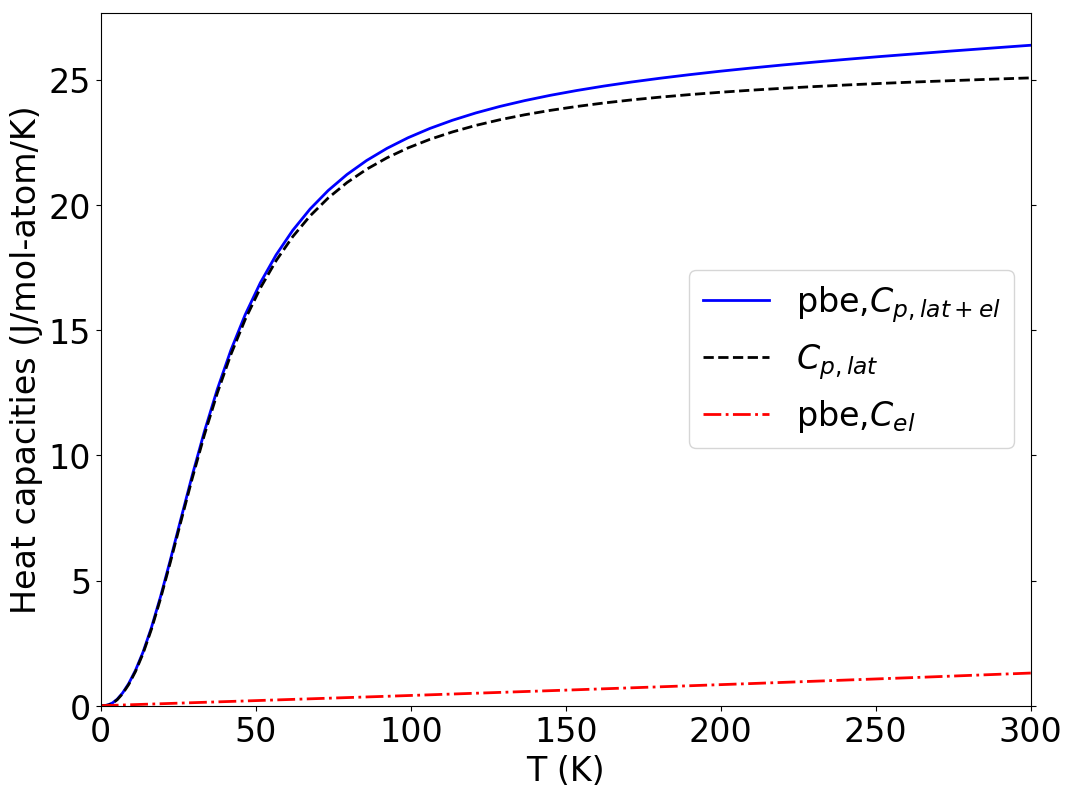 Heat capacities (J/mol-atom/K)
25
20
15
10
5
0
pbe,C_{p,lat+el}
C_{p,lat}
pbe,C_{el}
0 50 100 150 200 250 300
T (K)